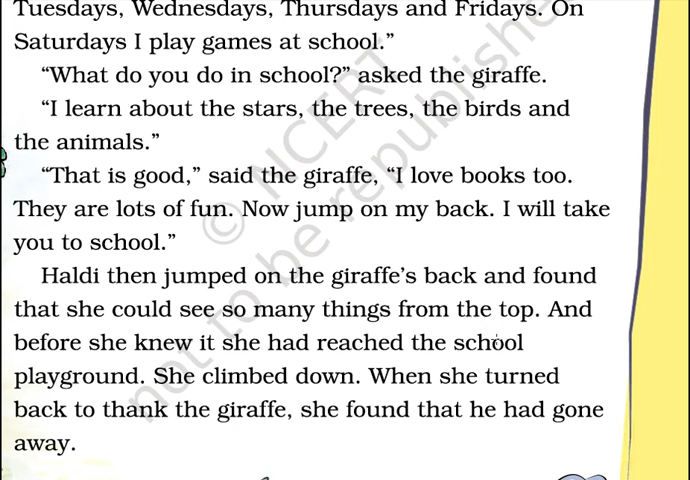 Tuesdays, Wednesdays, Thursdays and Fridays. On
Saturdays I play games at school.”
“What do you do in school?” asked the giraffe.
“I learn about the stars, the trees, the birds and
the animals.”
“That is good,” said the giraffe, “I love books too.
They are lots of fun. Now jump on my back. I will take
you to school.”
Haldi then jumped on the giraffe’s back and found
that she could see so many things from the top. And
before she knew it she had reached the school
playground. She climbed down. When she turned
back to thank the giraffe, she found that he had gone
away.
© NCERT
not to be republished